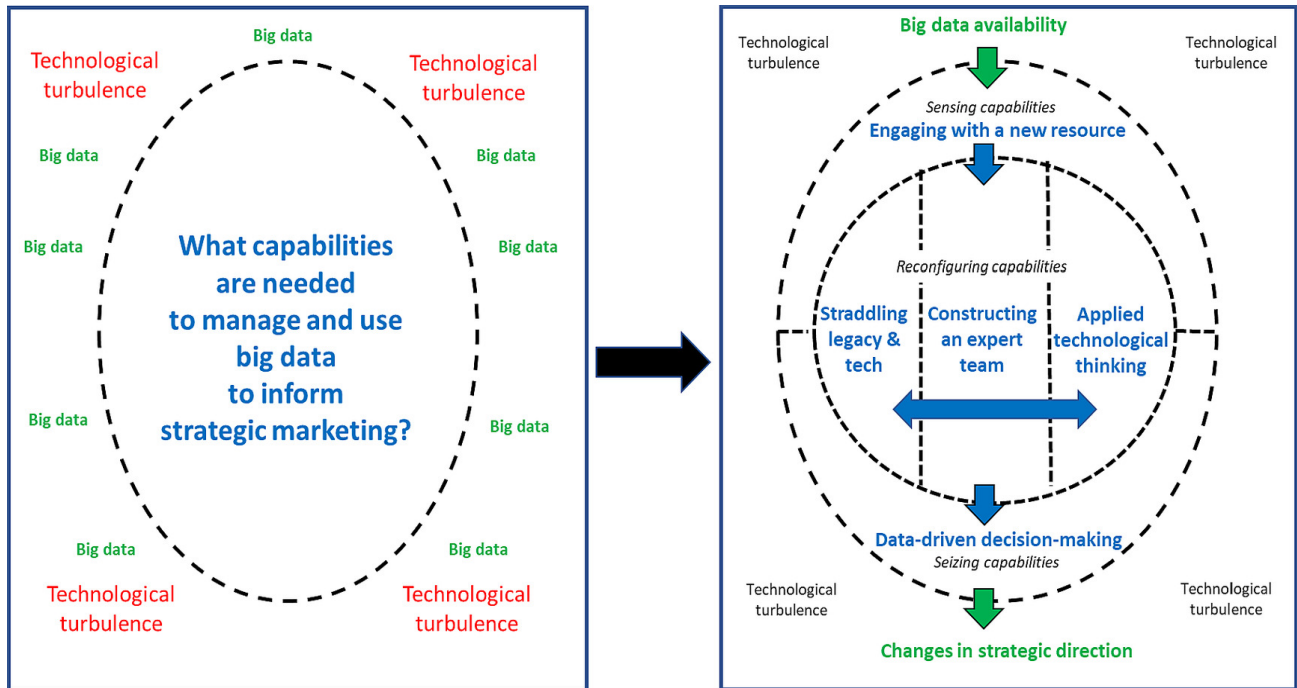 Big data
Technological
turbulence
Technological
turbulence
Big data
Big data
Big data
Big data
What capabilities
are needed
to manage and use
big data
to inform
strategic marketing?
Big data
Big data
Big data
Big data
Technological
turbulence
Technological
turbulence
Big data availability
Technological
turbulence
Technological
turbulence
Sensing capabilities
Engaging with a new resource
Reconfiguring capabilities
Straddling
legacy &
tech
Constructing
an expert
team
Applied
technological
thinking
Data-driven decision-making
Seizing capabilities
Technological
turbulence
Technological
turbulence
Changes in strategic direction